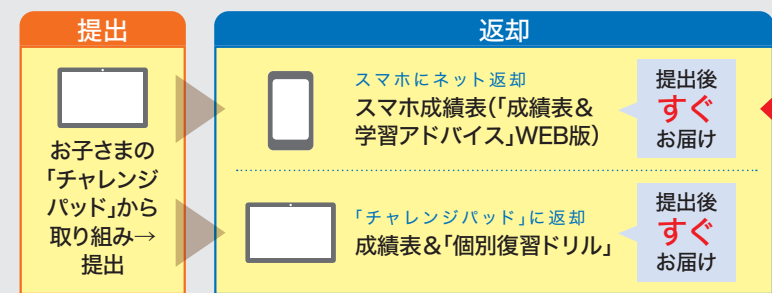 提出
お子さまの
「チャレンジ
パッド」から
取り組み→
提出
返却
スマホにネット返却
スマホ成績表(「成績表&
学習アドバイス」WEB版)
提出後
すぐ
お届け
「チャレンジパッド」に返却
成績表&「個別復習ドリル」
提出後
すぐ
お届け